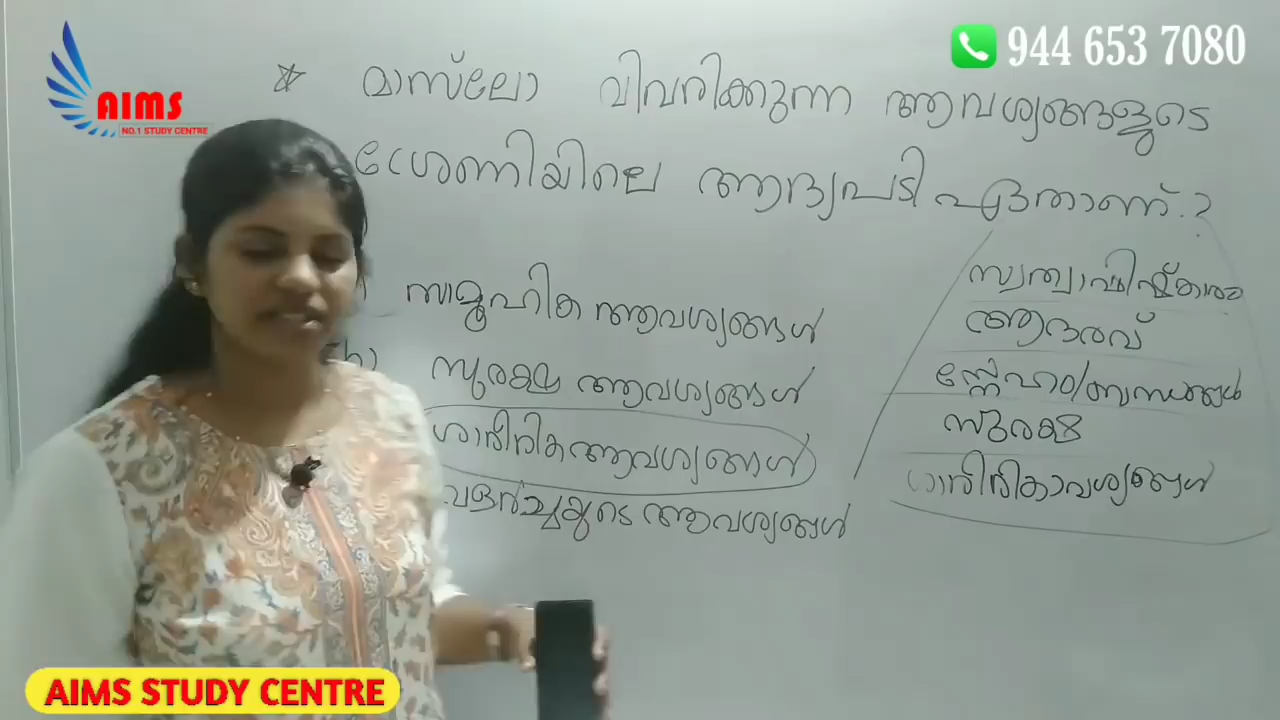 AIMS
NO.1 STUDY CENTRE
944 653 7080
മാസ്ലോ വിവരിക്കുന്ന ആവശ്യങ്ങളുടെ
ശ്രേണിയിലെ ആദ്യപടി ഏതാണ്.?
സാമൂഹിക ആവശ്യങ്ങൾ
b) സുരക്ഷ ആവശ്യങ്ങൾ
ശാരീരിക ആവശ്യങ്ങൾ
വളർച്ചയുടെ ആവശ്യങ്ങൾ
ആദരവ്
സ്നേഹം/ബന്ധങ്ങൾ
സുരക്ഷ
ശാരീരികാവശ്യങ്ങൾ
AIMS STUDY CENTRE